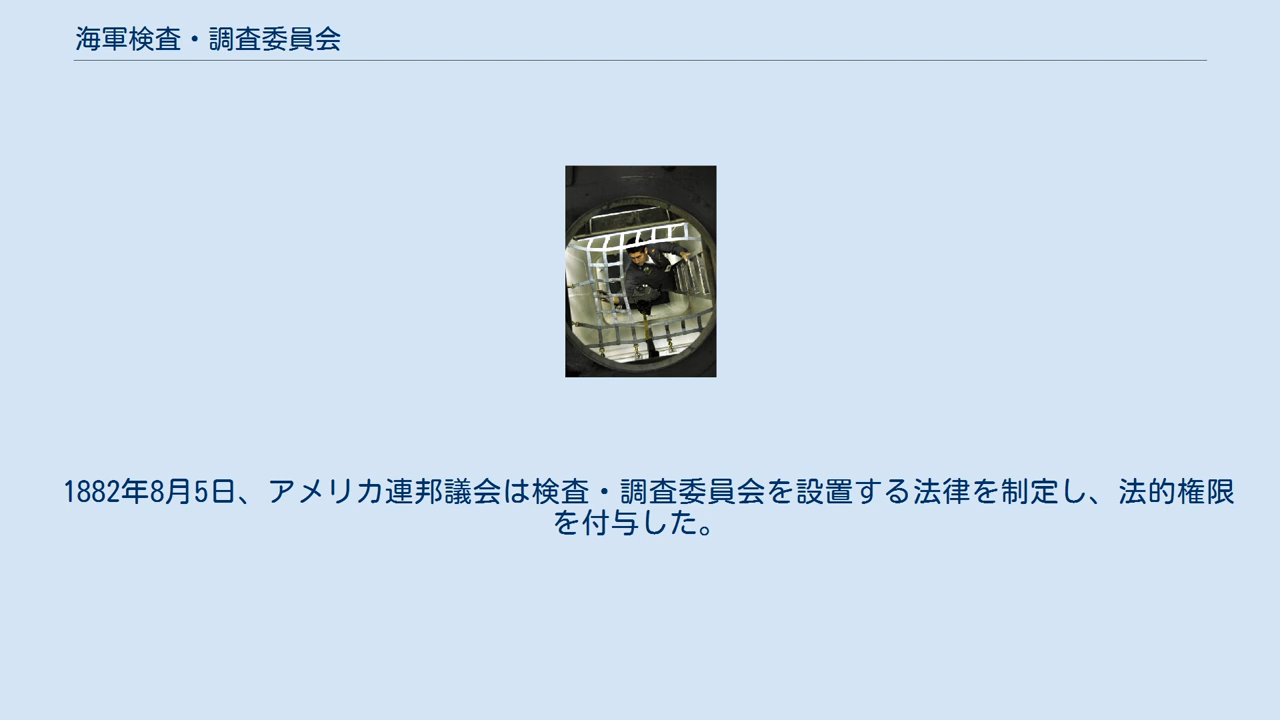 海軍検査・調査委員会
1882年8月5日、アメリカ連邦議会は検査・調査委員会を設置する法律を制定し、法的権限
を付与した。